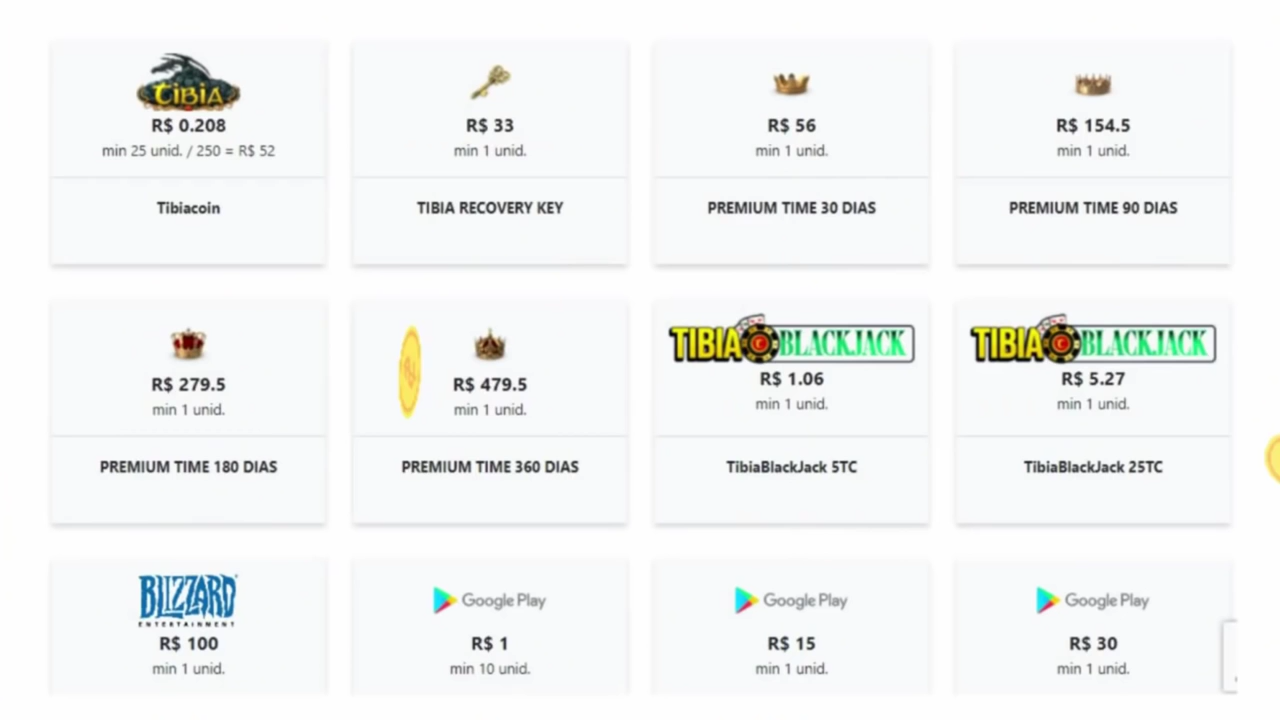 TIBIA
R$ 0.208
min 25 unid. / 250 = R$ 52
Tibiacoin
R$ 33
min 1 unid.
TIBIA RECOVERY KEY
R$ 56
min 1 unid.
PREMIUM TIME 30 DIAS
R$ 154.5
min 1 unid.
PREMIUM TIME 90 DIAS
R$ 279.5
min 1 unid.
PREMIUM TIME 180 DIAS
R$ 479.5
min 1 unid.
PREMIUM TIME 360 DIAS
TIBIA BLACKJACK
R$ 1.06
min 1 unid.
TibiaBlackJack 5TC
TIBIA BLACKJACK
R$ 5.27
min 1 unid.
TibiaBlackJack 25TC
BLIZZARD
ENTERTAINMENT
R$ 100
min 1 unid.
Google Play
R$ 1
min 10 unid.
Google Play
R$ 15
min 1 unid.
Google Play
R$ 30
min 1 unid.